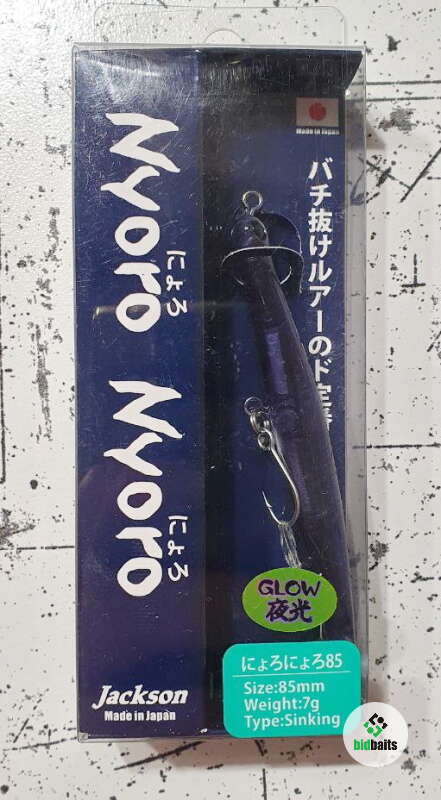 Nyoro
にょろ
Nyoro
にょろ
Made in Japan
バチ抜けルアーのド定番
GLOW
夜光
にょろにょろ85
Size:85mm
Weight:7g
Type:Sinking
Jackson
Made in Japan
bidbaits